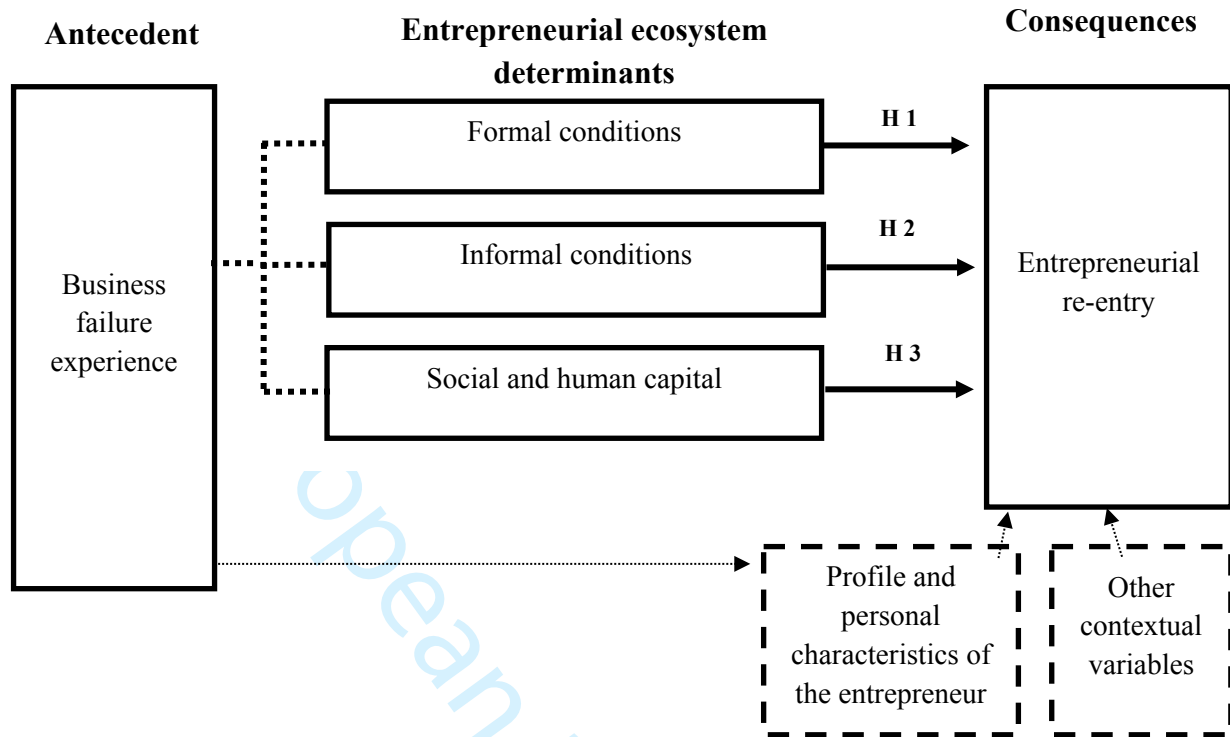 Antecedent
Entrepreneurial ecosystem
determinants
Consequences
Business
failure
experience
Formal conditions
Informal conditions
Social and human capital
H 1
H 2
H 3
Entrepreneurial
re-entry
Profile and
personal
characteristics of
the entrepreneur
Other
contextual
variables
opean